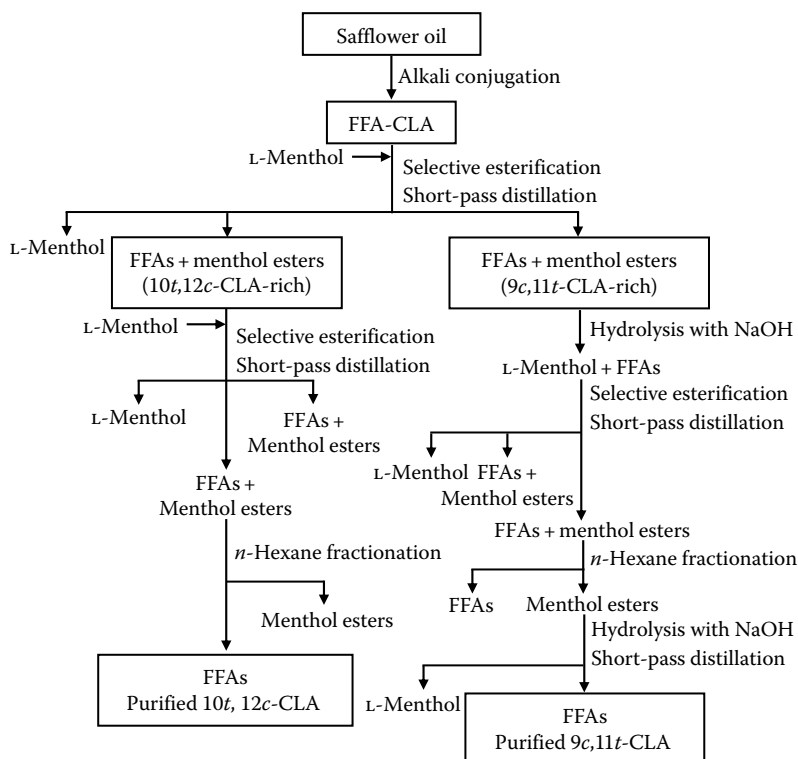 Safflower oil
Alkali conjugation
FFA-CLA
L-Menthol
Selective esterification
Short-pass distillation
L-Menthol
FFAs + menthol esters
(10t,12c-CLA-rich)
FFAs + menthol esters
(9c,11t-CLA-rich)
L-Menthol
Selective esterification
Short-pass distillation
L-Menthol
FFAs +
Menthol esters
FFAs +
Menthol esters
n-Hexane fractionation
Menthol esters
FFAs
Purified 10t, 12c-CLA
Hydrolysis with NaOH
L-Menthol + FFAs
Selective esterification
Short-pass distillation
L-Menthol
FFAs +
Menthol esters
FFAs + menthol esters
n-Hexane fractionation
FFAs
Menthol esters
Hydrolysis with NaOH
Short-pass distillation
L-Menthol
FFAs
Purified 9c,11t-CLA